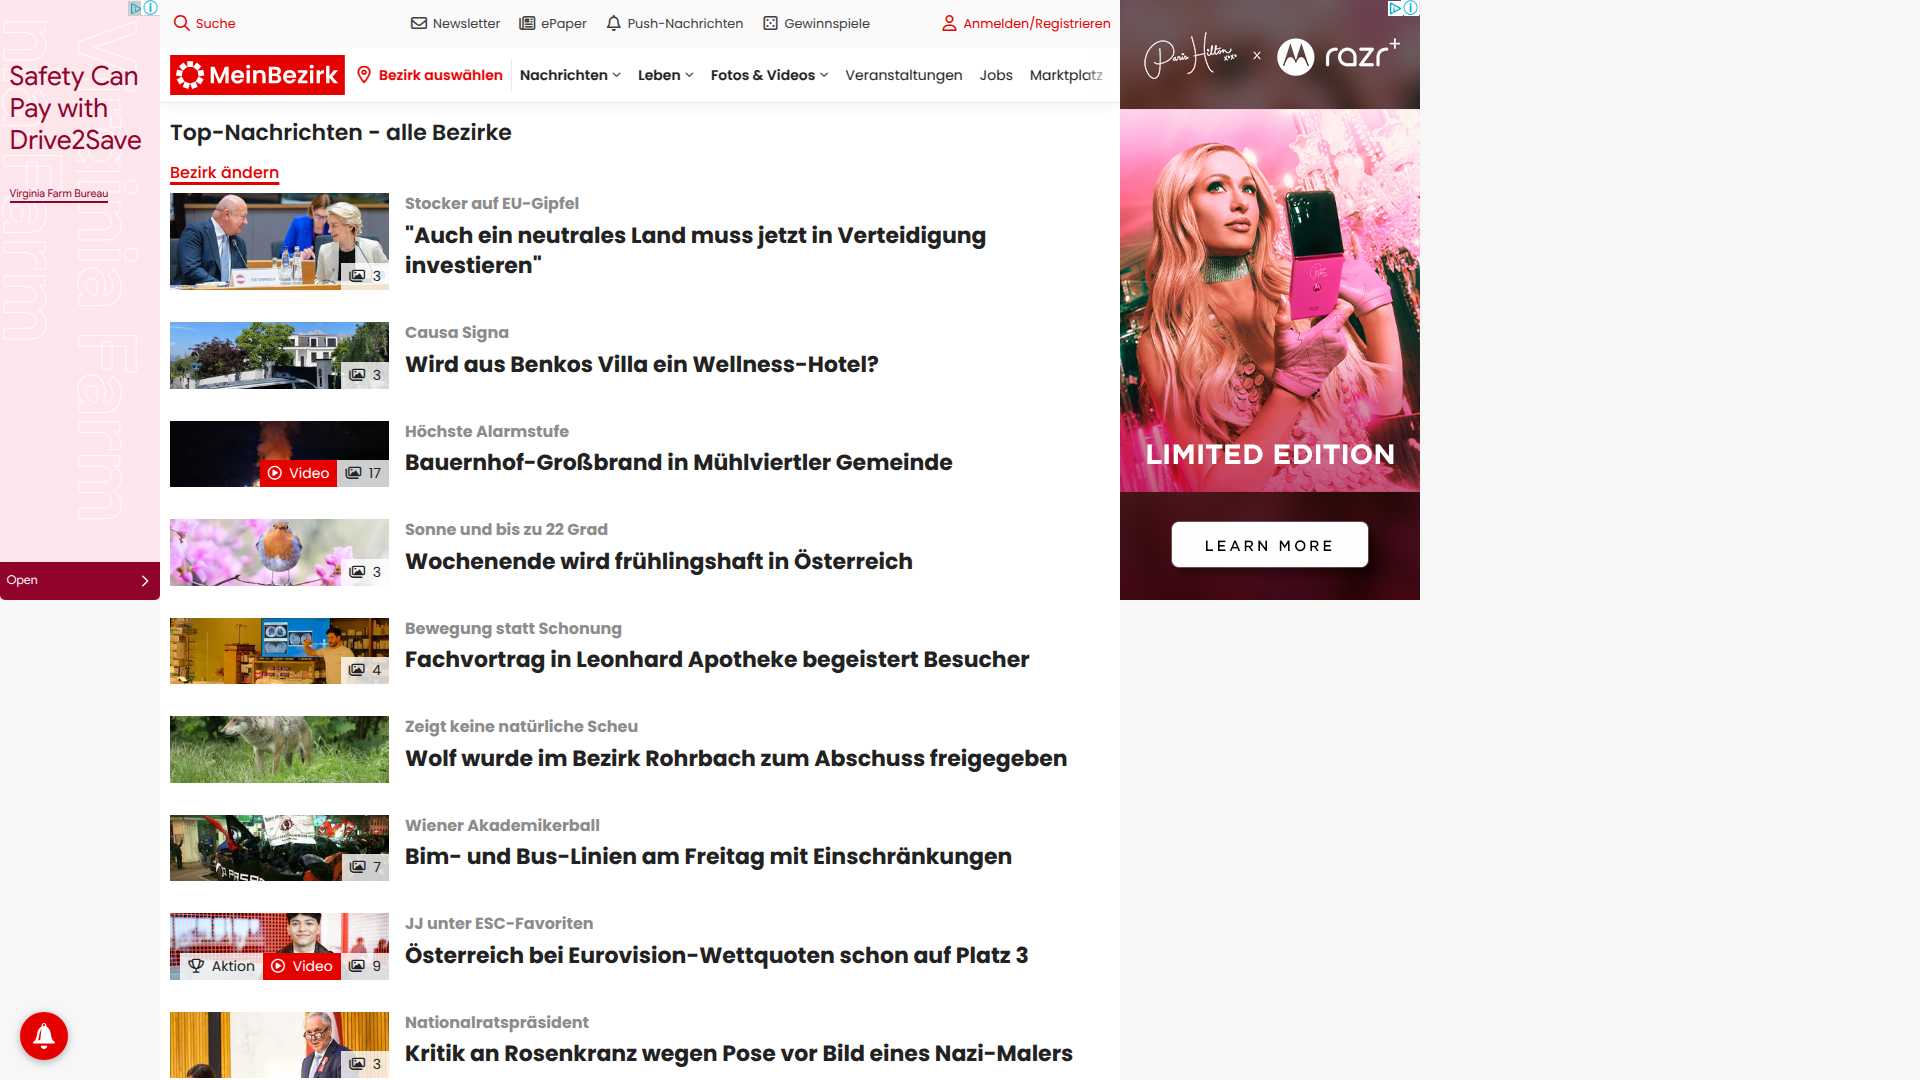 Suche
Newsletter
ePaper
Push-Nachrichten
Gewinnspiele
Anmelden/Registrieren
MeinBezirk
Bezirk auswählen
Nachrichten
Leben
Fotos & Videos
Veranstaltungen
Jobs
Marktplatz
Safety Can
Pay with
Drive2Save
Virginia Farm Bureau
Open
Top-Nachrichten - alle Bezirke
Bezirk ändern
Stocker auf EU-Gipfel
"Auch ein neutrales Land muss jetzt in Verteidigung
investieren"
3
Causa Signa
Wird aus Benkos Villa ein Wellness-Hotel?
3
Höchste Alarmstufe
Bauernhof-Großbrand in Mühlviertler Gemeinde
Video 17
Sonne und bis zu 22 Grad
Wochenende wird frühlingshaft in Österreich
3
Bewegung statt Schonung
Fachvortrag in Leonhard Apotheke begeistert Besucher
4
Zeigt keine natürliche Scheu
Wolf wurde im Bezirk Rohrbach zum Abschuss freigegeben
Wiener Akademikerball
Bim- und Bus-Linien am Freitag mit Einschränkungen
7
JJ unter ESC-Favoriten
Österreich bei Eurovision-Wettquoten schon auf Platz 3
Aktion Video 9
Nationalratspräsident
Kritik an Rosenkranz wegen Pose vor Bild eines Nazi-Malers
3
Paris Hilton x razr+
LIMITED EDITION
LEARN MORE